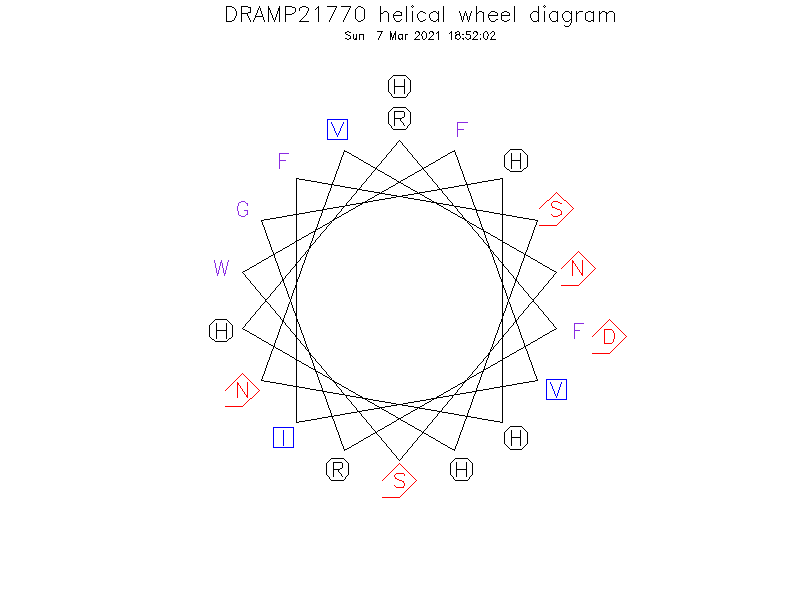 DRAMP21770 helical wheel diagram
Sun 7 Mar 2021 18:52:02
H
R
V F
F H
G S
W N
H F D
N V
I H
R H
S